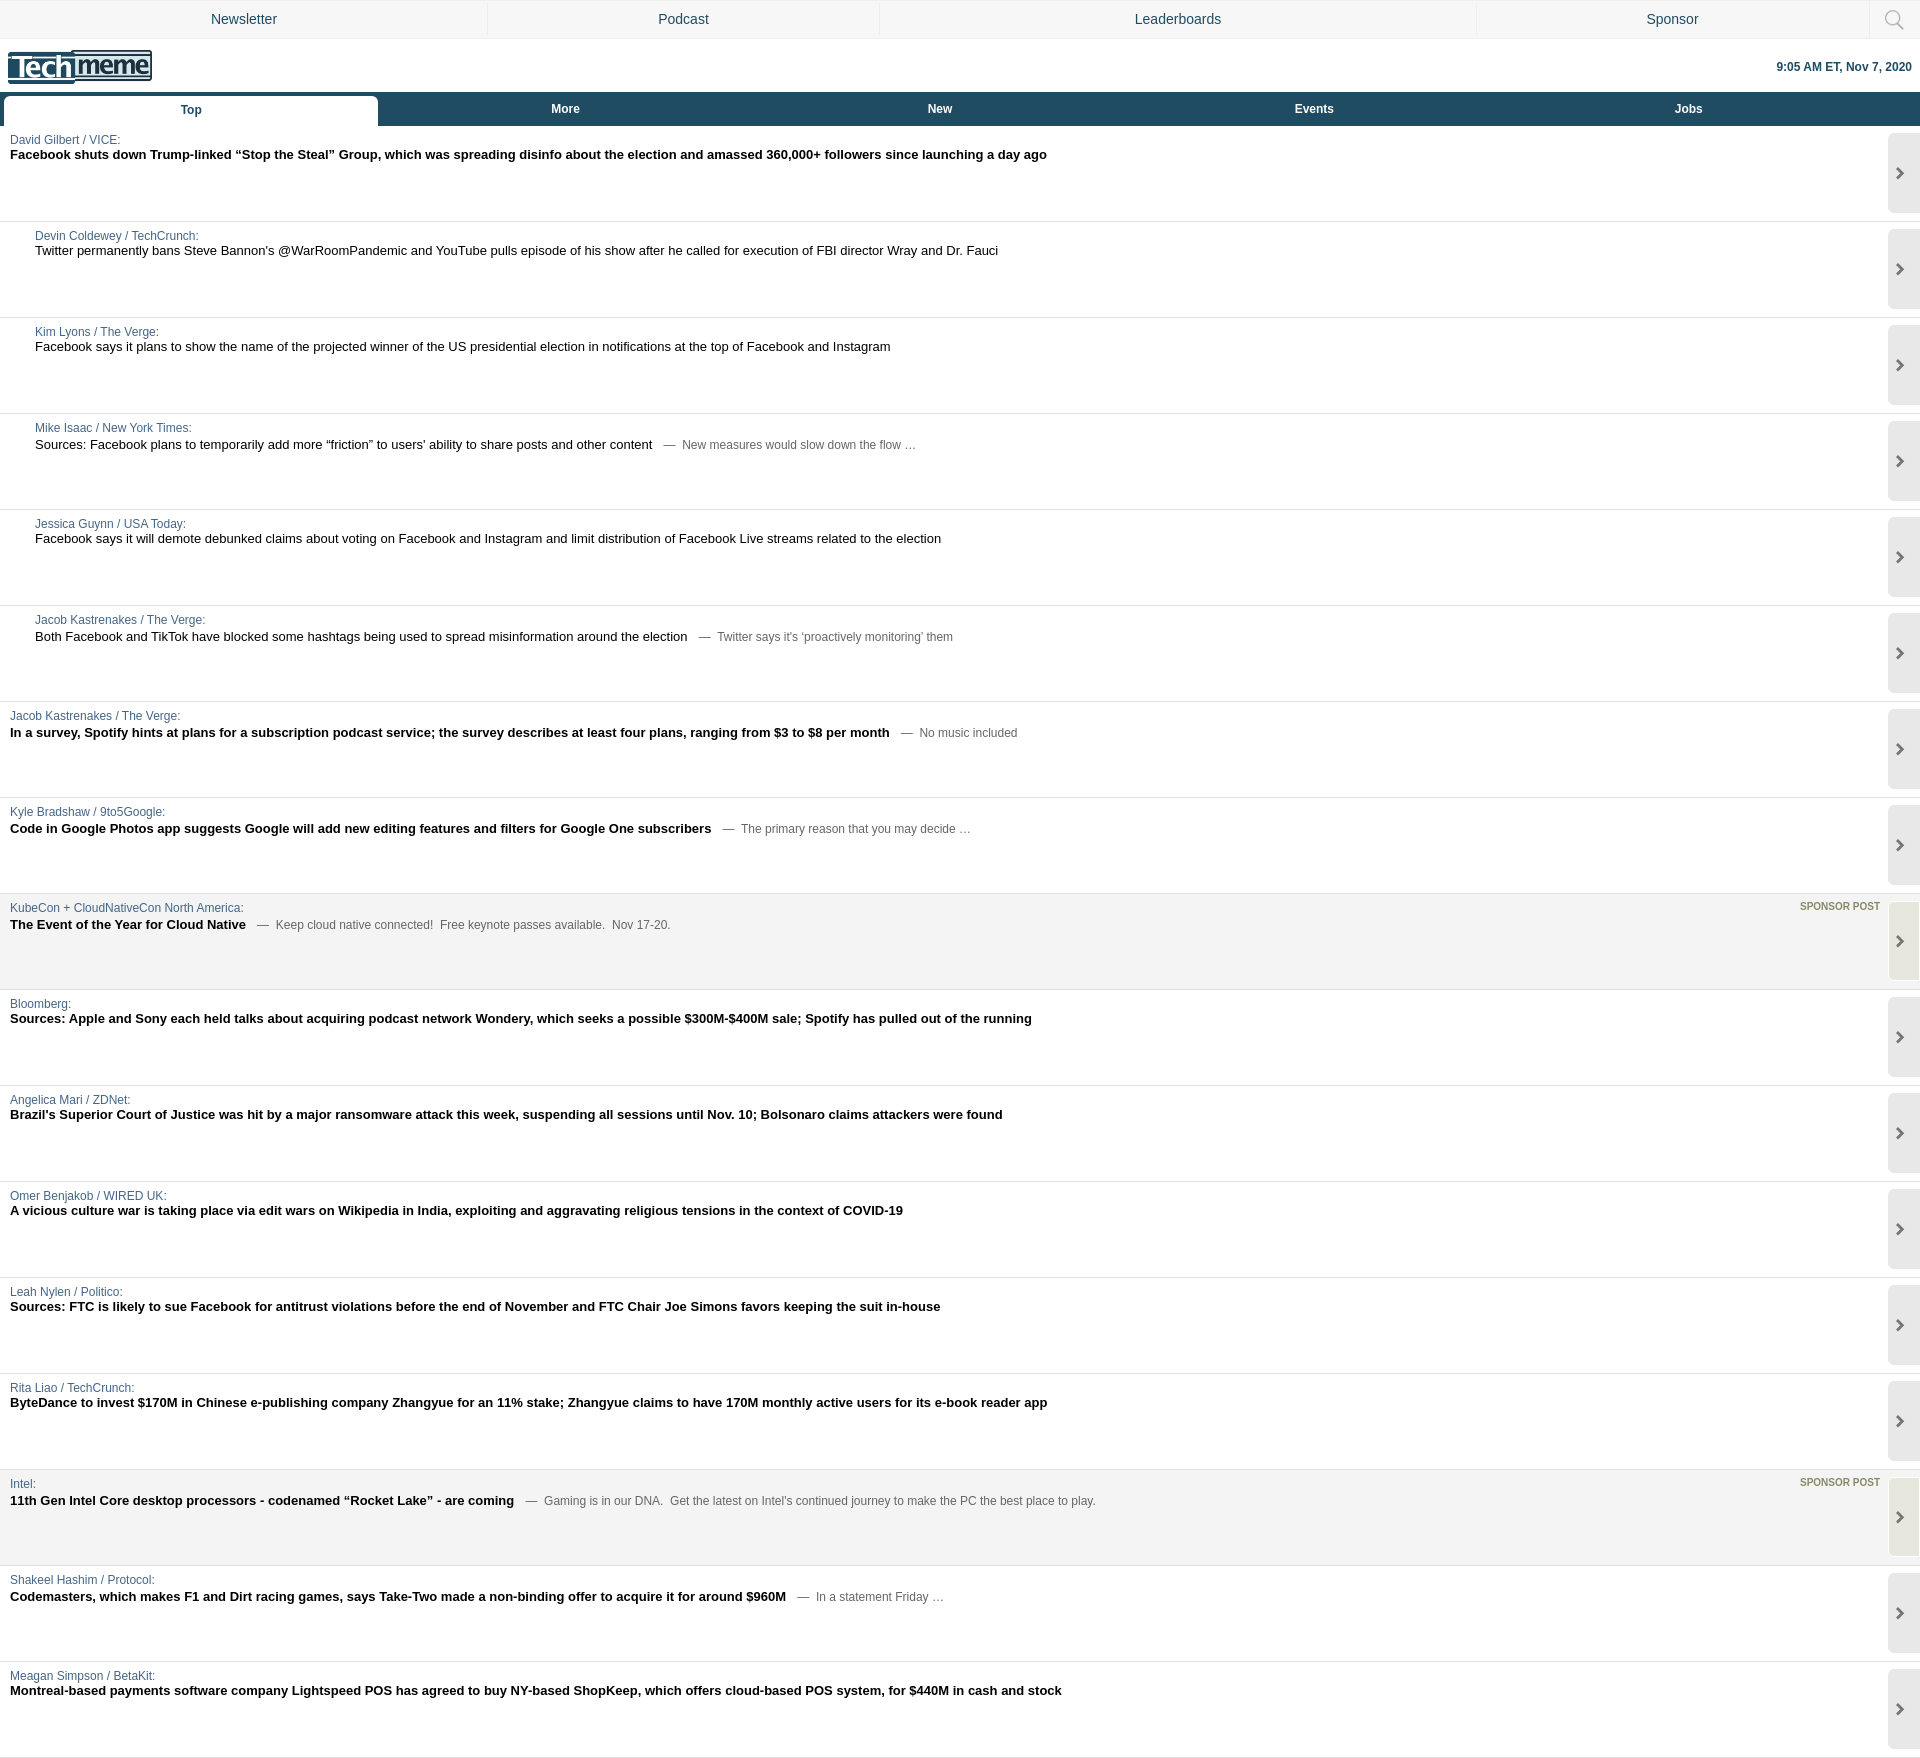 Newsletter
Podcast
Leaderboards
Sponsor
Techmeme
9:05 AM ET, Nov 7, 2020
Top
More
New
Events
Jobs
David Gilbert / VICE:
Facebook shuts down Trump-linked “Stop the Steal” Group, which was spreading disinfo about the election and amassed 360,000+ followers since launching a day ago
Devin Coldewey / TechCrunch:
Twitter permanently bans Steve Bannon's @WarRoomPandemic and YouTube pulls episode of his show after he called for execution of FBI director Wray and Dr. Fauci
Kim Lyons / The Verge:
Facebook says it plans to show the name of the projected winner of the US presidential election in notifications at the top of Facebook and Instagram
Mike Isaac / New York Times:
Sources: Facebook plans to temporarily add more “friction” to users' ability to share posts and other content — New measures would slow down the flow …
Jessica Guynn / USA Today:
Facebook says it will demote debunked claims about voting on Facebook and Instagram and limit distribution of Facebook Live streams related to the election
Jacob Kastrenakes / The Verge:
Both Facebook and TikTok have blocked some hashtags being used to spread misinformation around the election — Twitter says it's ‘proactively monitoring’ them
Jacob Kastrenakes / The Verge:
In a survey, Spotify hints at plans for a subscription podcast service; the survey describes at least four plans, ranging from $3 to $8 per month — No music included
Kyle Bradshaw / 9to5Google:
Code in Google Photos app suggests Google will add new editing features and filters for Google One subscribers — The primary reason that you may decide …
KubeCon + CloudNativeCon North America:
SPONSOR POST
The Event of the Year for Cloud Native — Keep cloud native connected! Free keynote passes available. Nov 17-20.
Bloomberg:
Sources: Apple and Sony each held talks about acquiring podcast network Wondery, which seeks a possible $300M-$400M sale; Spotify has pulled out of the running
Angelica Mari / ZDNet:
Brazil's Superior Court of Justice was hit by a major ransomware attack this week, suspending all sessions until Nov. 10; Bolsonaro claims attackers were found
Omer Benjakob / WIRED UK:
A vicious culture war is taking place via edit wars on Wikipedia in India, exploiting and aggravating religious tensions in the context of COVID-19
Leah Nylen / Politico:
Sources: FTC is likely to sue Facebook for antitrust violations before the end of November and FTC Chair Joe Simons favors keeping the suit in-house
Rita Liao / TechCrunch:
ByteDance to invest $170M in Chinese e-publishing company Zhangyue for an 11% stake; Zhangyue claims to have 170M monthly active users for its e-book reader app
Intel:
SPONSOR POST
11th Gen Intel Core desktop processors - codenamed “Rocket Lake” - are coming — Gaming is in our DNA. Get the latest on Intel's continued journey to make the PC the best place to play.
Shakeel Hashim / Protocol:
Codemasters, which makes F1 and Dirt racing games, says Take-Two made a non-binding offer to acquire it for around $960M — In a statement Friday …
Meagan Simpson / BetaKit:
Montreal-based payments software company Lightspeed POS has agreed to buy NY-based ShopKeep, which offers cloud-based POS system, for $440M in cash and stock